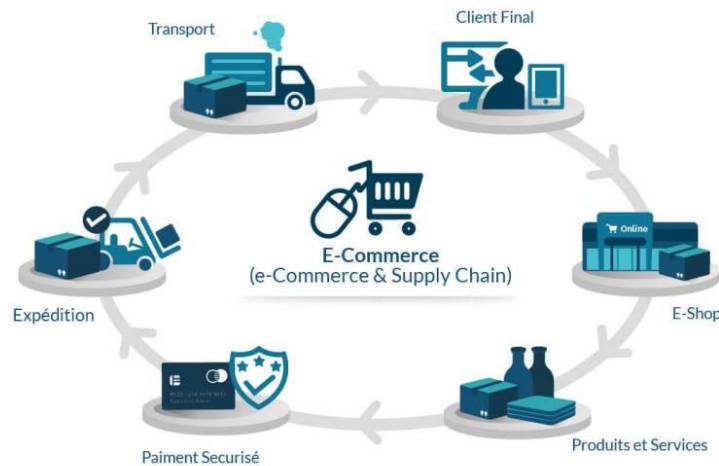 Client Final
Transport
Online
E-Commerce
(e-Commerce & Supply Chain)
Expédition
E-Shop
Paiment Securisé
Produits et Services